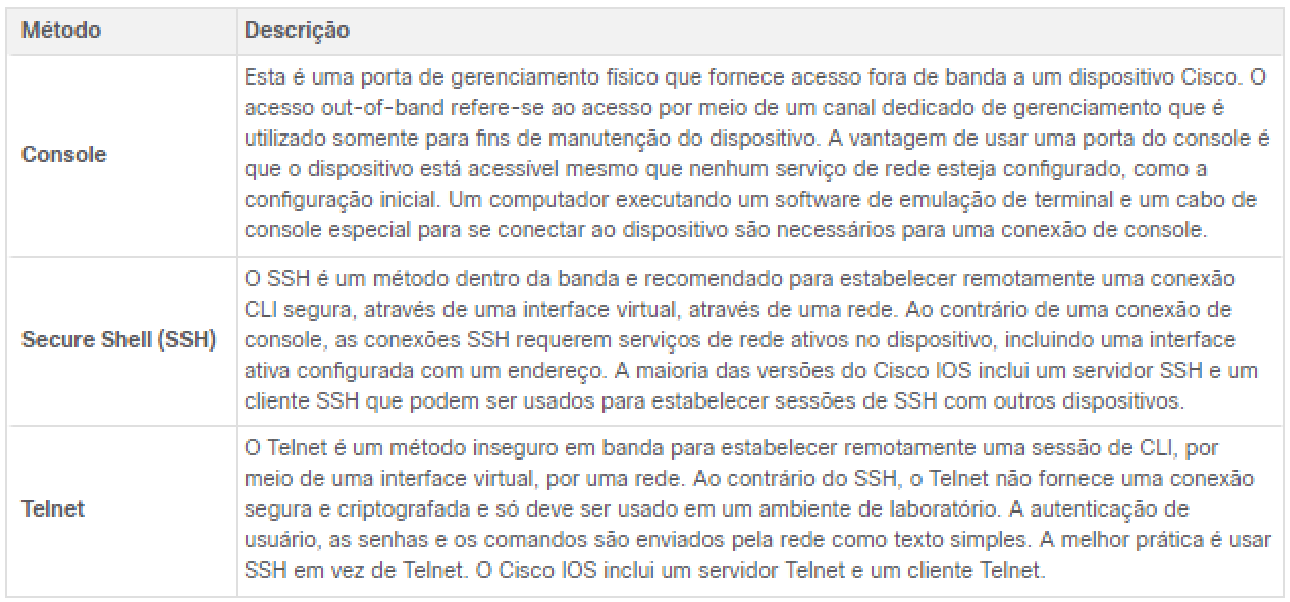 Método Descrição
Esta é uma porta de gerenciamento físico que fornece acesso fora de banda a um dispositivo Cisco. O
acesso out-of-band refere-se ao acesso por meio de um canal dedicado de gerenciamento que é
utilizado somente para fins de manutenção do dispositivo. A vantagem de usar uma porta do console é
Console
que o dispositivo está acessível mesmo que nenhum serviço de rede esteja configurado, como a
configuração inicial. Um computador executando um software de emulação de terminal e um cabo de
console especial para se conectar ao dispositivo são necessários para uma conexão de console.
O SSH é um método dentro da banda e recomendado para estabelecer remotamente uma conexão
CLI segura, através de uma interface virtual, através de uma rede. Ao contrário de uma conexão de
Secure Shell (SSH) console, as conexões SSH requerem serviços de rede ativos no dispositivo, incluindo uma interface
ativa configurada com um endereço. A maioria das versões do Cisco IOS inclui um servidor SSH e um
cliente SSH que podem ser usados para estabelecer sessões de SSH com outros dispositivos.
O Telnet é um método inseguro em banda para estabelecer remotamente uma sessão de CLI, por
meio de uma interface virtual, por uma rede. Ao contrário do SSH, o Telnet não fornece uma conexão
Telnet segura e criptografada e só deve ser usado em um ambiente de laboratório. A autenticação de
usuário, as senhas e os comandos são enviados pela rede como texto simples. A melhor prática é usar
SSH em vez de Telnet. O Cisco IOS inclui um servidor Telnet e um cliente Telnet.